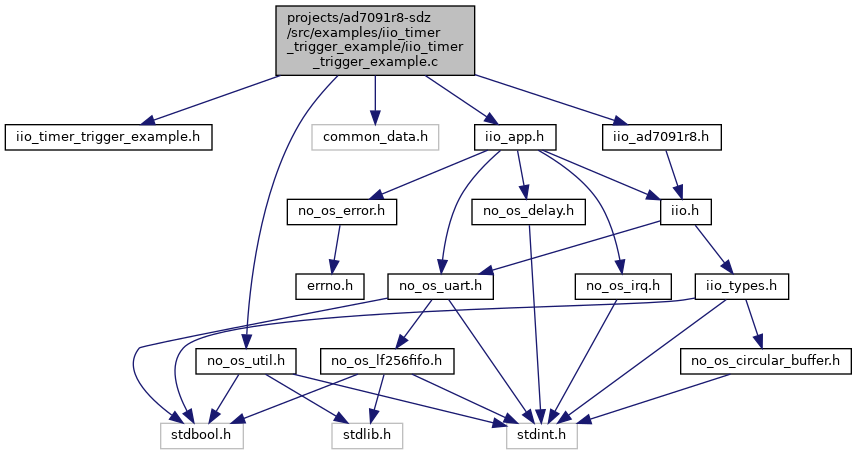 projects/ad7091r8-sdz
/src/examples/iio_timer
_trigger_example/iio_timer
_trigger_example.c
iio_timer_trigger_example.h
common_data.h
iio_app.h
iio_ad7091r8.h
no_os_error.h
no_os_delay.h
iio.h
errno.h
no_os_uart.h
no_os_irq.h
iio_types.h
no_os_util.h
no_os_lf256fifo.h
no_os_circular_buffer.h
stdbool.h
stdlib.h
stdint.h